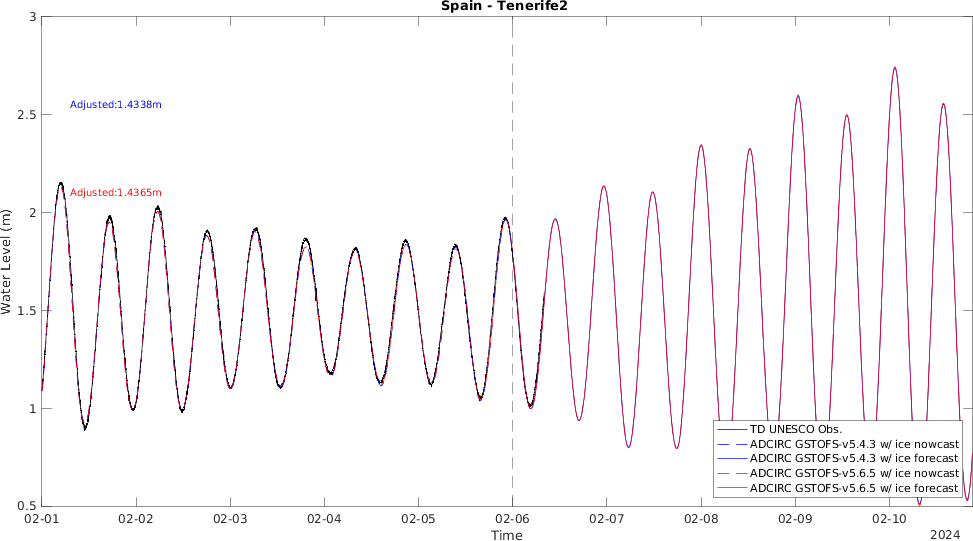 Spain - Tenerife2
3
2.5
2
1.5
1
0.5
Water Level (m)
Adjusted:1.4338m
Adjusted:1.4365m
TD UNESCO Obs.
ADCIRC GSTOFS-v5.4.3 w/ ice nowcast
ADCIRC GSTOFS-v5.4.3 w/ ice forecast
ADCIRC GSTOFS-v5.6.5 w/ ice nowcast
ADCIRC GSTOFS-v5.6.5 w/ ice forecast
02-01 02-02 02-03 02-04 02-05 02-06 02-07 02-08 02-09 02-10
Time
2024